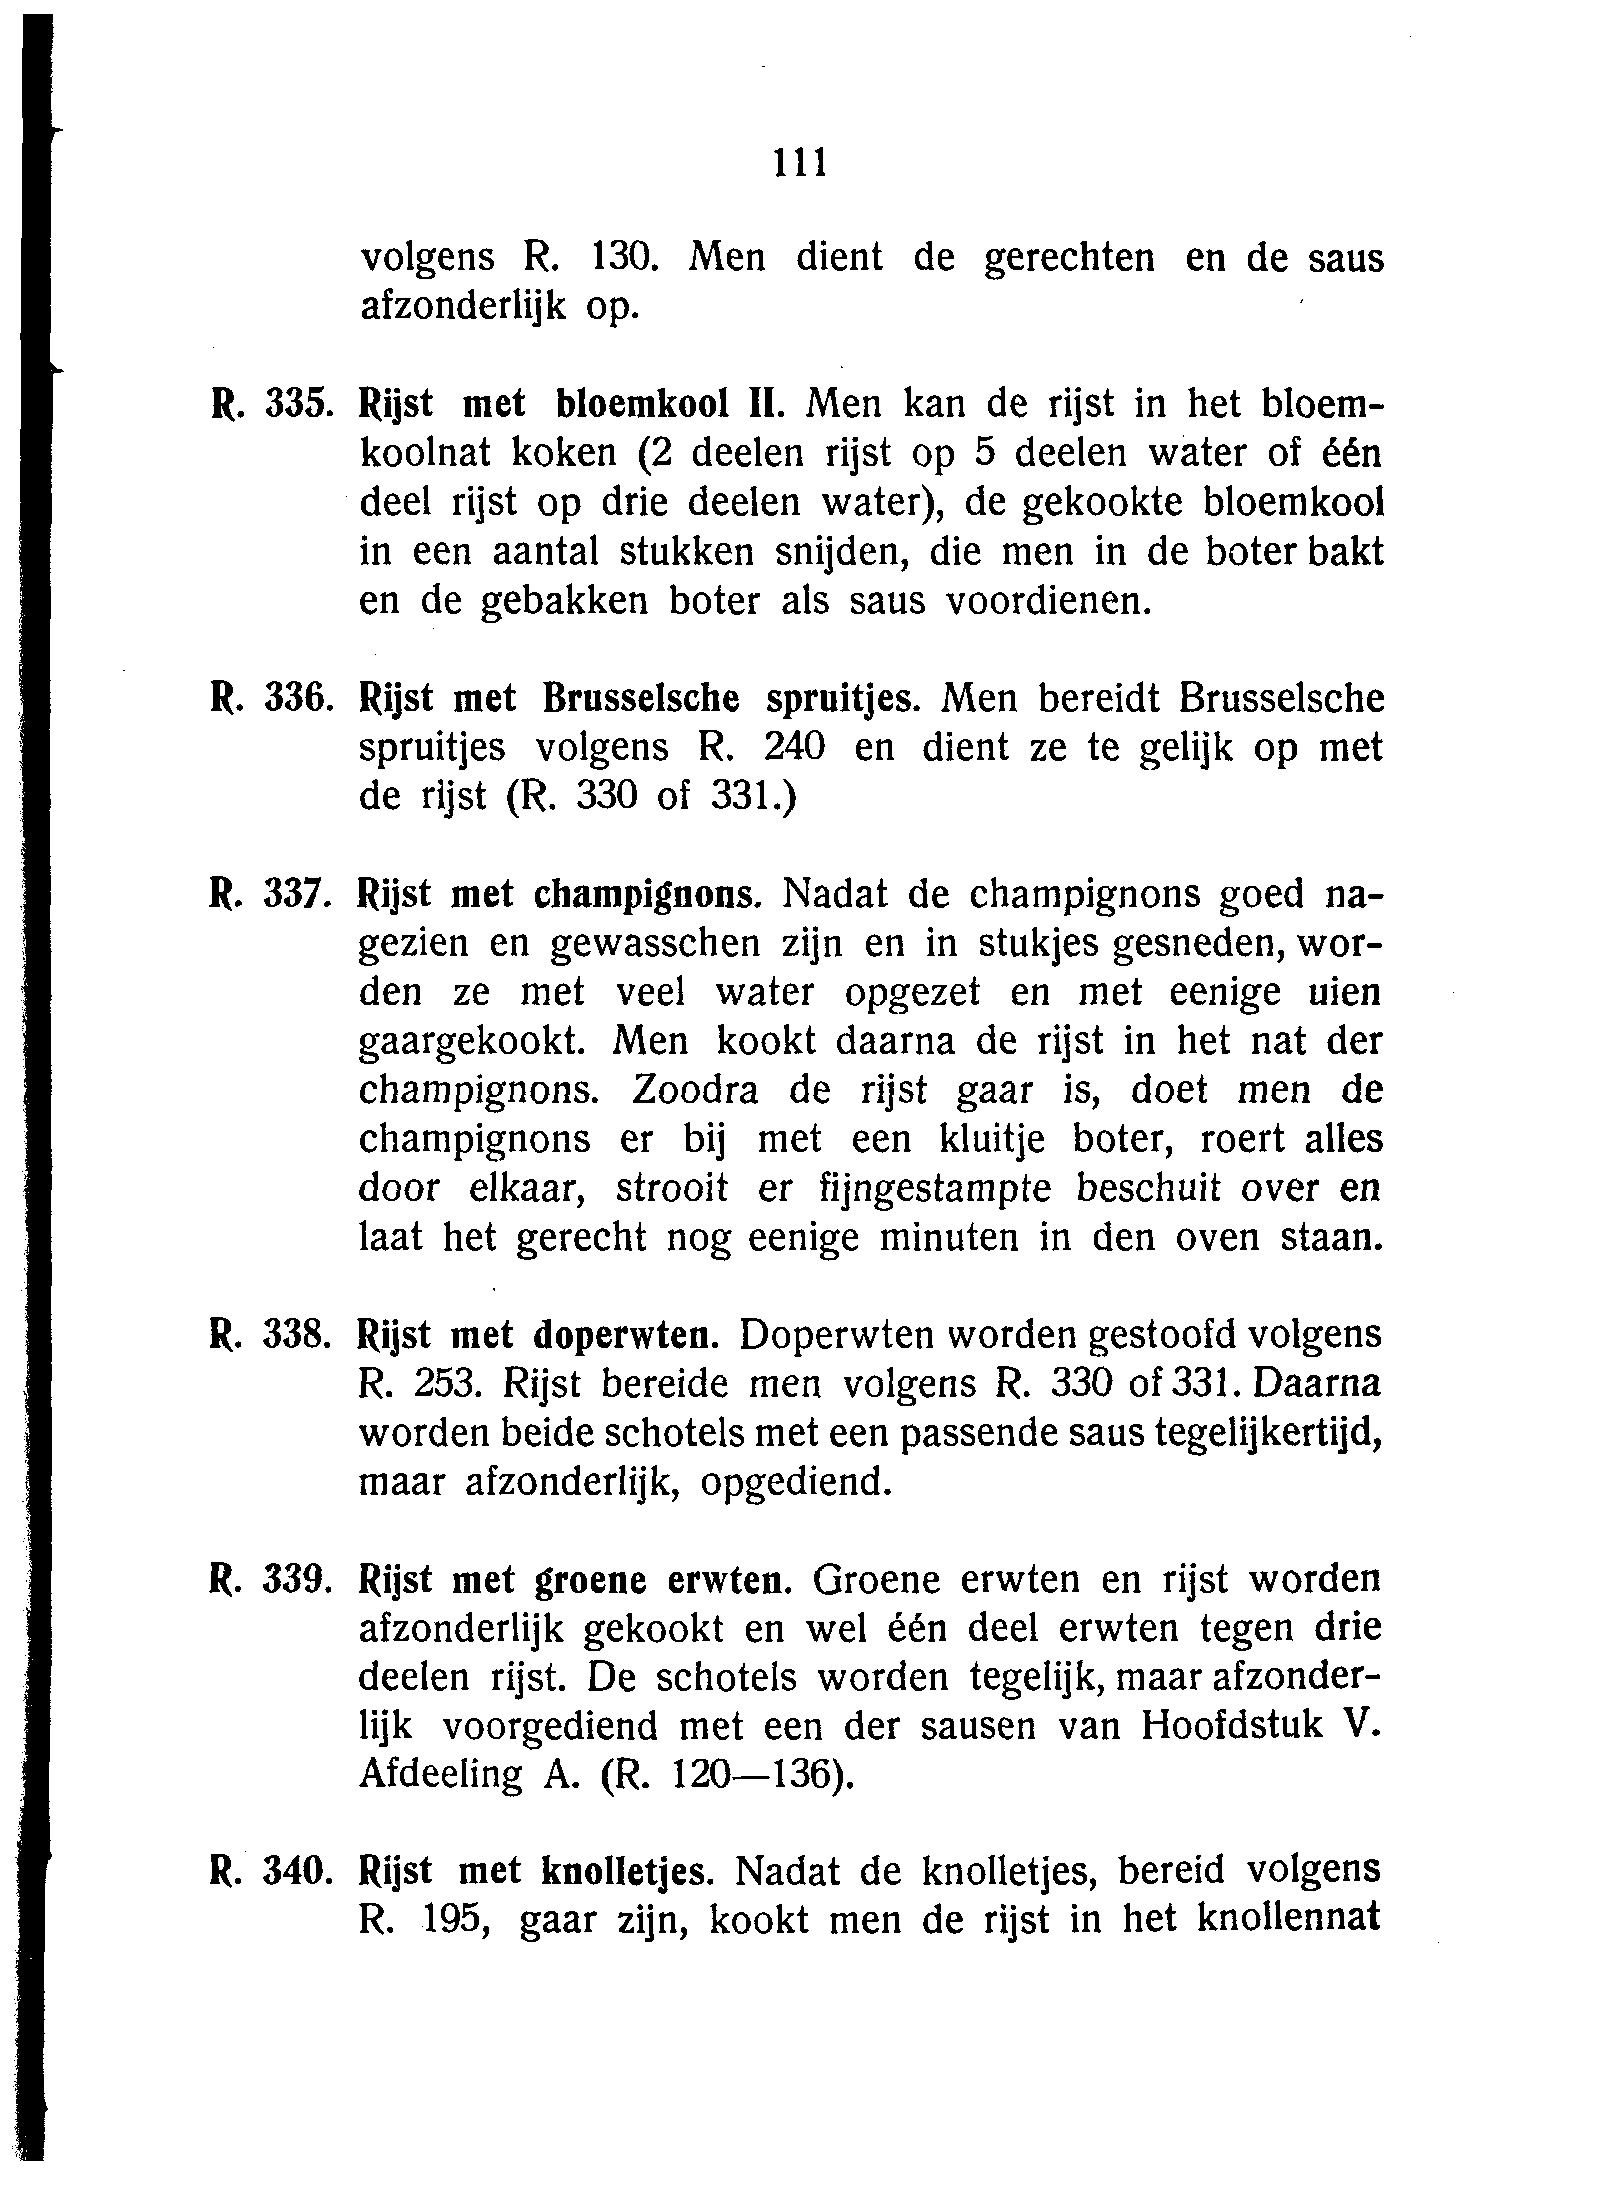 111
volgens R. 130. Men dient de gerechten en de saus
afzonderlijk op.
R. 335. Rijst met bloemkool II. Men kan de rijst in het bloem-
koolnat koken (2 deelen rijst op 5 deelen water of één
deel rijst op drie deelen water), de gekookte bloemkool
in een aantal stukken snijden, die men in de boter bakt
en de gebakken boter als saus voordienen.
R. 336. Rijst met Brusselsche spruitjes. Men bereidt Brusselsche
spruitjes volgens R. 240 en dient ze te gelijk op met
de rijst (R. 330 of 331.)
R. 337. Rijst met champignons. Nadat de champignons goed na-
gezien en gewasschen zijn en in stukjes gesneden, wor-
den ze met veel water opgezet en met eenige uien
gaargekookt. Men kookt daarna de rijst in het nat der
champignons. Zoodra de rijst gaar is, doet men de
champignons er bij met een kluitje boter, roert alles
door elkaar, strooit er fijngestampte beschuit over en
laat het gerecht nog eenige minuten in den oven staan.
R. 338. Rijst met doperwten. Doperwten worden gestoofd volgens
R. 253. Rijst bereide men volgens R. 330 of 331. Daarna
worden beide schotels met een passende saus tegelijkertijd,
maar afzonderlijk, opgediend.
R. 339. Rijst met groene erwten. Groene erwten en rijst worden
afzonderlijk gekookt en wel één deel erwten tegen drie
deelen rijst. De schotels worden tegelijk, maar afzonder-
lijk voorgediend met een der sausen van Hoofdstuk V.
Afdeeling A. (R. 120—136).
R. 340. Rijst met knolletjes. Nadat de knolletjes, bereid volgens
R. 195, gaar zijn, kookt men de rijst in het knollennat